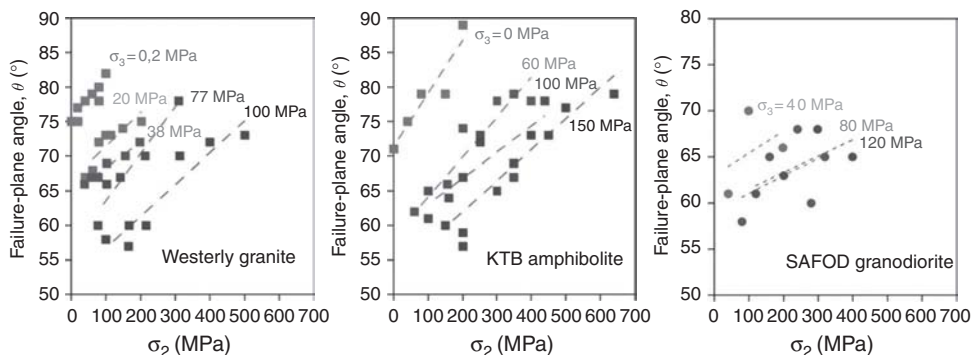 Failure-plane angle, θ (°)
90
85
80
75
70
65
60
55
50
σ3=0,2 MPa
20 MPa
77 MPa
38 MPa
100 MPa
Westerly granite
0 100 200 300 400 500 600 700
σ2 (MPa)
Failure-plane angle, θ (°)
90
85
80
75
70
65
60
55
50
σ3=0 MPa
60 MPa
100 MPa
150 MPa
KTB amphibolite
0 100 200 300 400 500 600 700
σ2 (MPa)
Failure-plane angle, θ (°)
80
75
70
65
60
55
50
σ3=40 MPa
80 MPa
120 MPa
SAFOD granodiorite
0 100 200 300 400 500 600 700
σ2 (MPa)